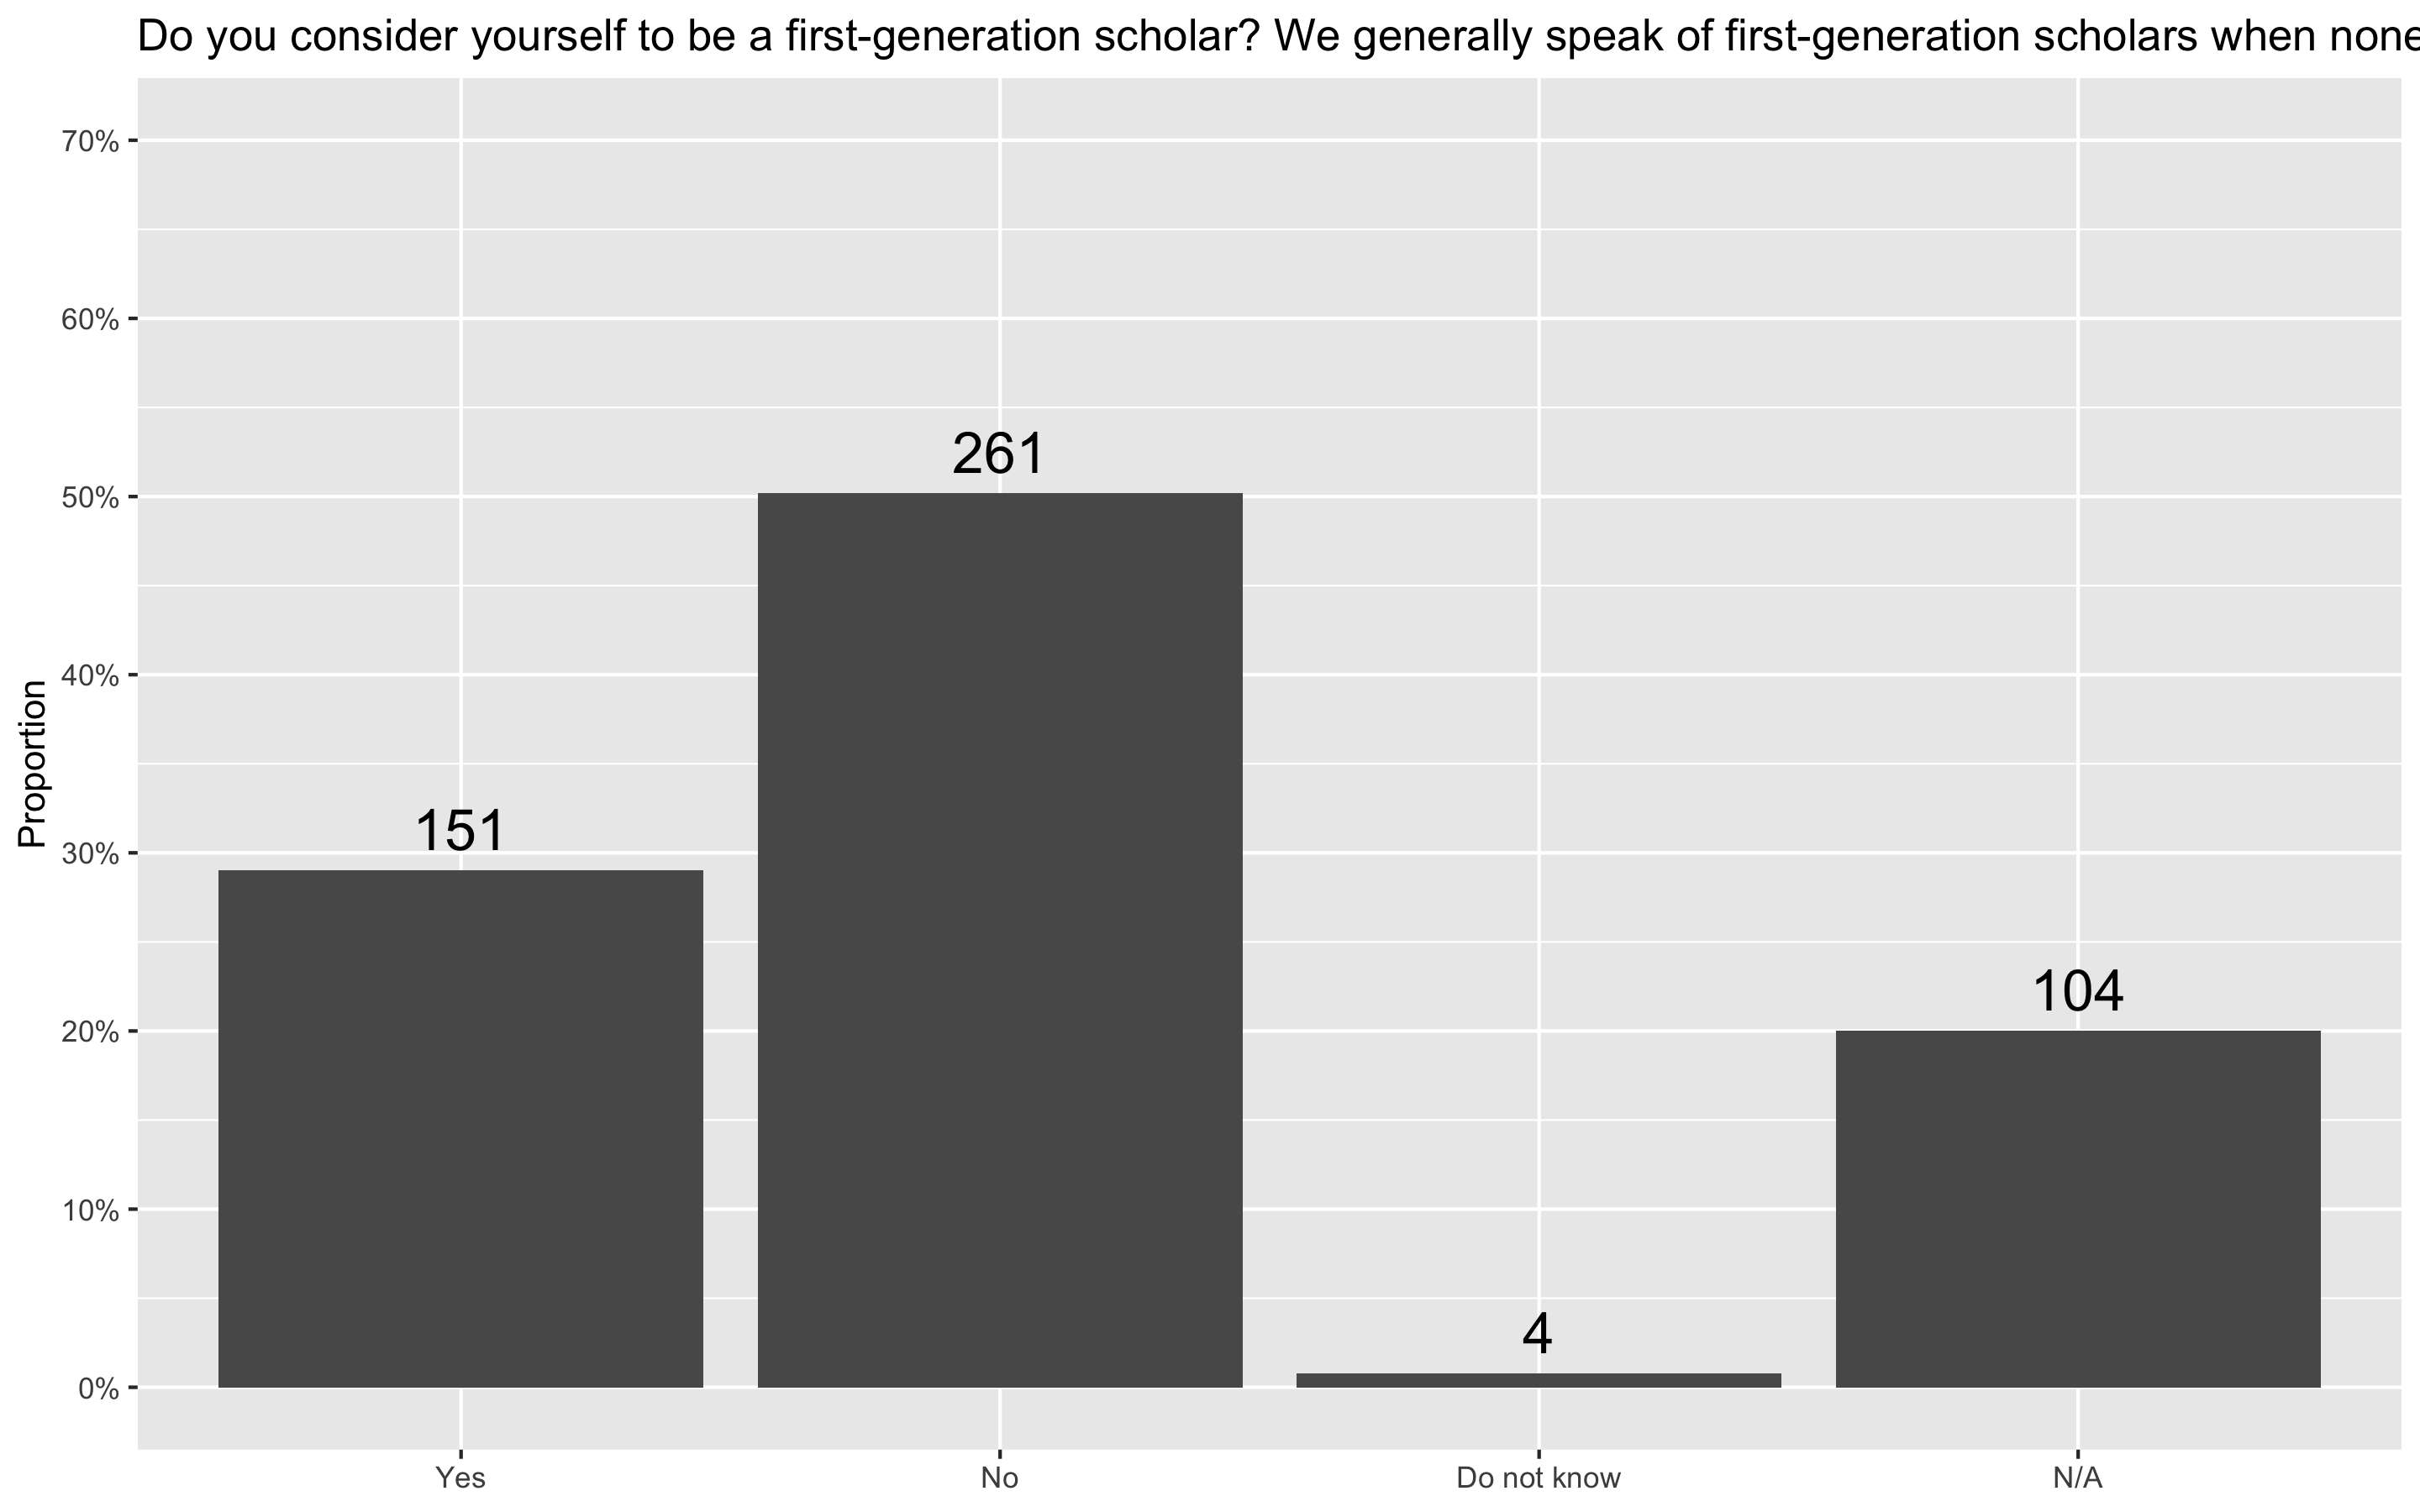 Do you consider yourself to be a first-generation scholar? We generally speak of first-generation scholars when none
70%
60%
50%
40%
30%
20%
10%
0%
Proportion
151
261
4
104
Yes
No
Do not know
N/A